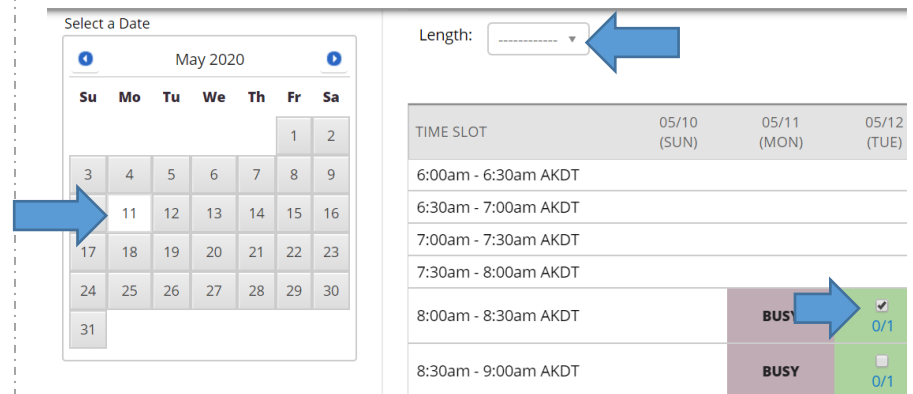 Select a Date
May 2020
Su Mo Tu We Th Fr Sa
1 2
3 4 5 6 7 8 9
11 12 13 14 15 16
17 18 19 20 21 22 23
24 25 26 27 28 29 30
31
Length: ------------
TIME SLOT 05/10 (SUN) 05/11 (MON) 05/12 (TUE)
6:00am - 6:30am AKDT
6:30am - 7:00am AKDT
7:00am - 7:30am AKDT
7:30am - 8:00am AKDT
8:00am - 8:30am AKDT BUSY 0/1
8:30am - 9:00am AKDT BUSY 0/1